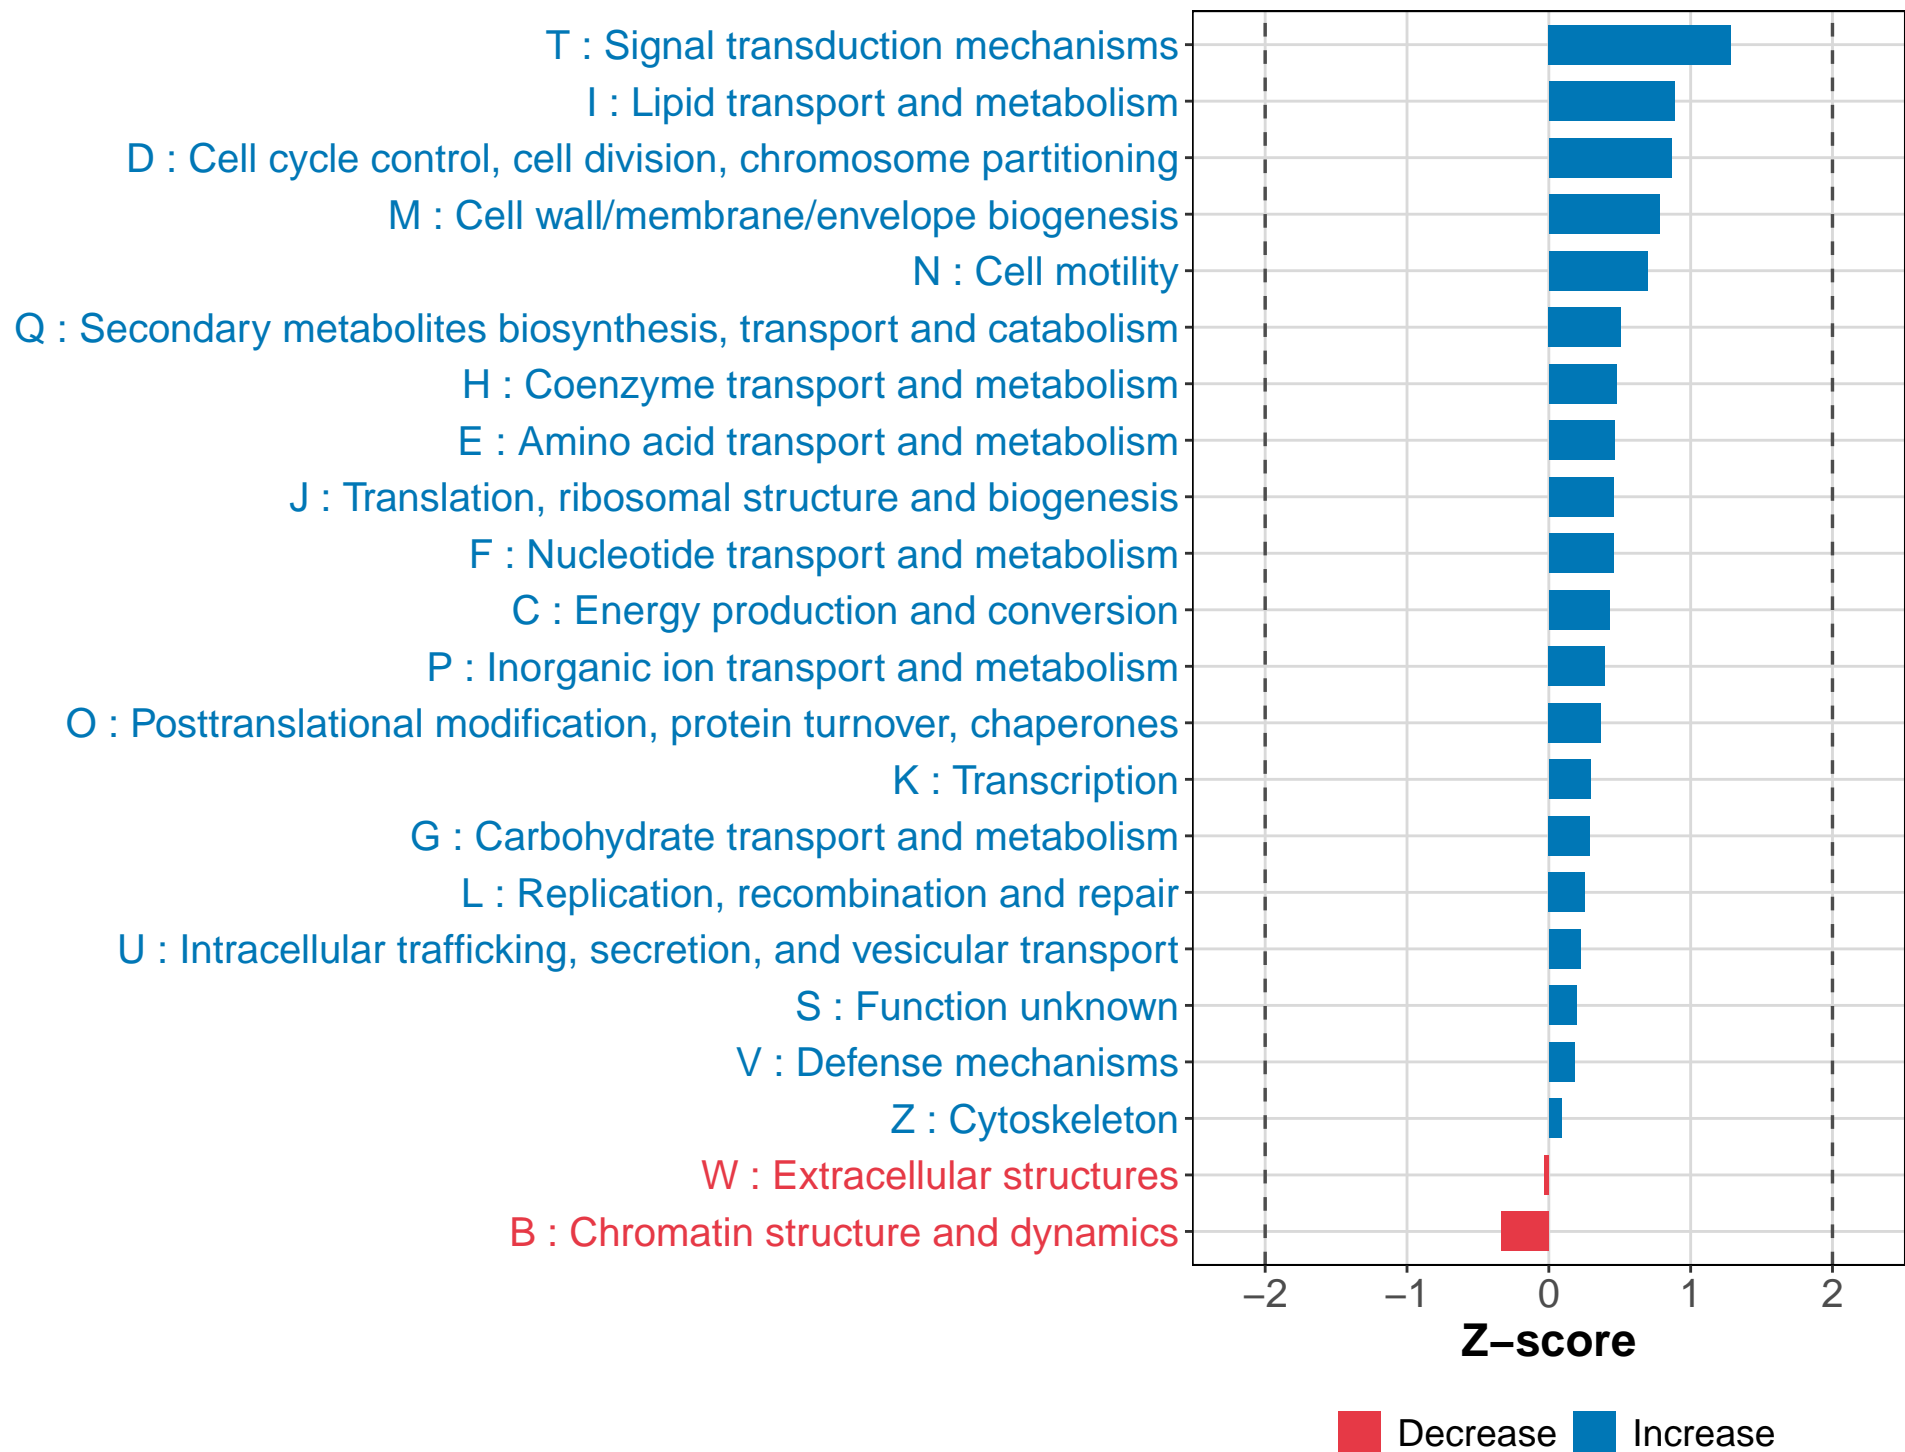 T : Signal transduction mechanisms
I : Lipid transport and metabolism
D : Cell cycle control, cell division, chromosome partitioning
M : Cell wall/membrane/envelope biogenesis
N : Cell motility
Q : Secondary metabolites biosynthesis, transport and catabolism
H : Coenzyme transport and metabolism
E : Amino acid transport and metabolism
J : Translation, ribosomal structure and biogenesis
F : Nucleotide transport and metabolism
C : Energy production and conversion
P : Inorganic ion transport and metabolism
O : Posttranslational modification, protein turnover, chaperones
K : Transcription
G : Carbohydrate transport and metabolism
L : Replication, recombination and repair
U : Intracellular trafficking, secretion, and vesicular transport
S : Function unknown
V : Defense mechanisms
Z : Cytoskeleton
W : Extracellular structures
B : Chromatin structure and dynamics
−2 −1 0 1 2
Z−score
Decrease Increase